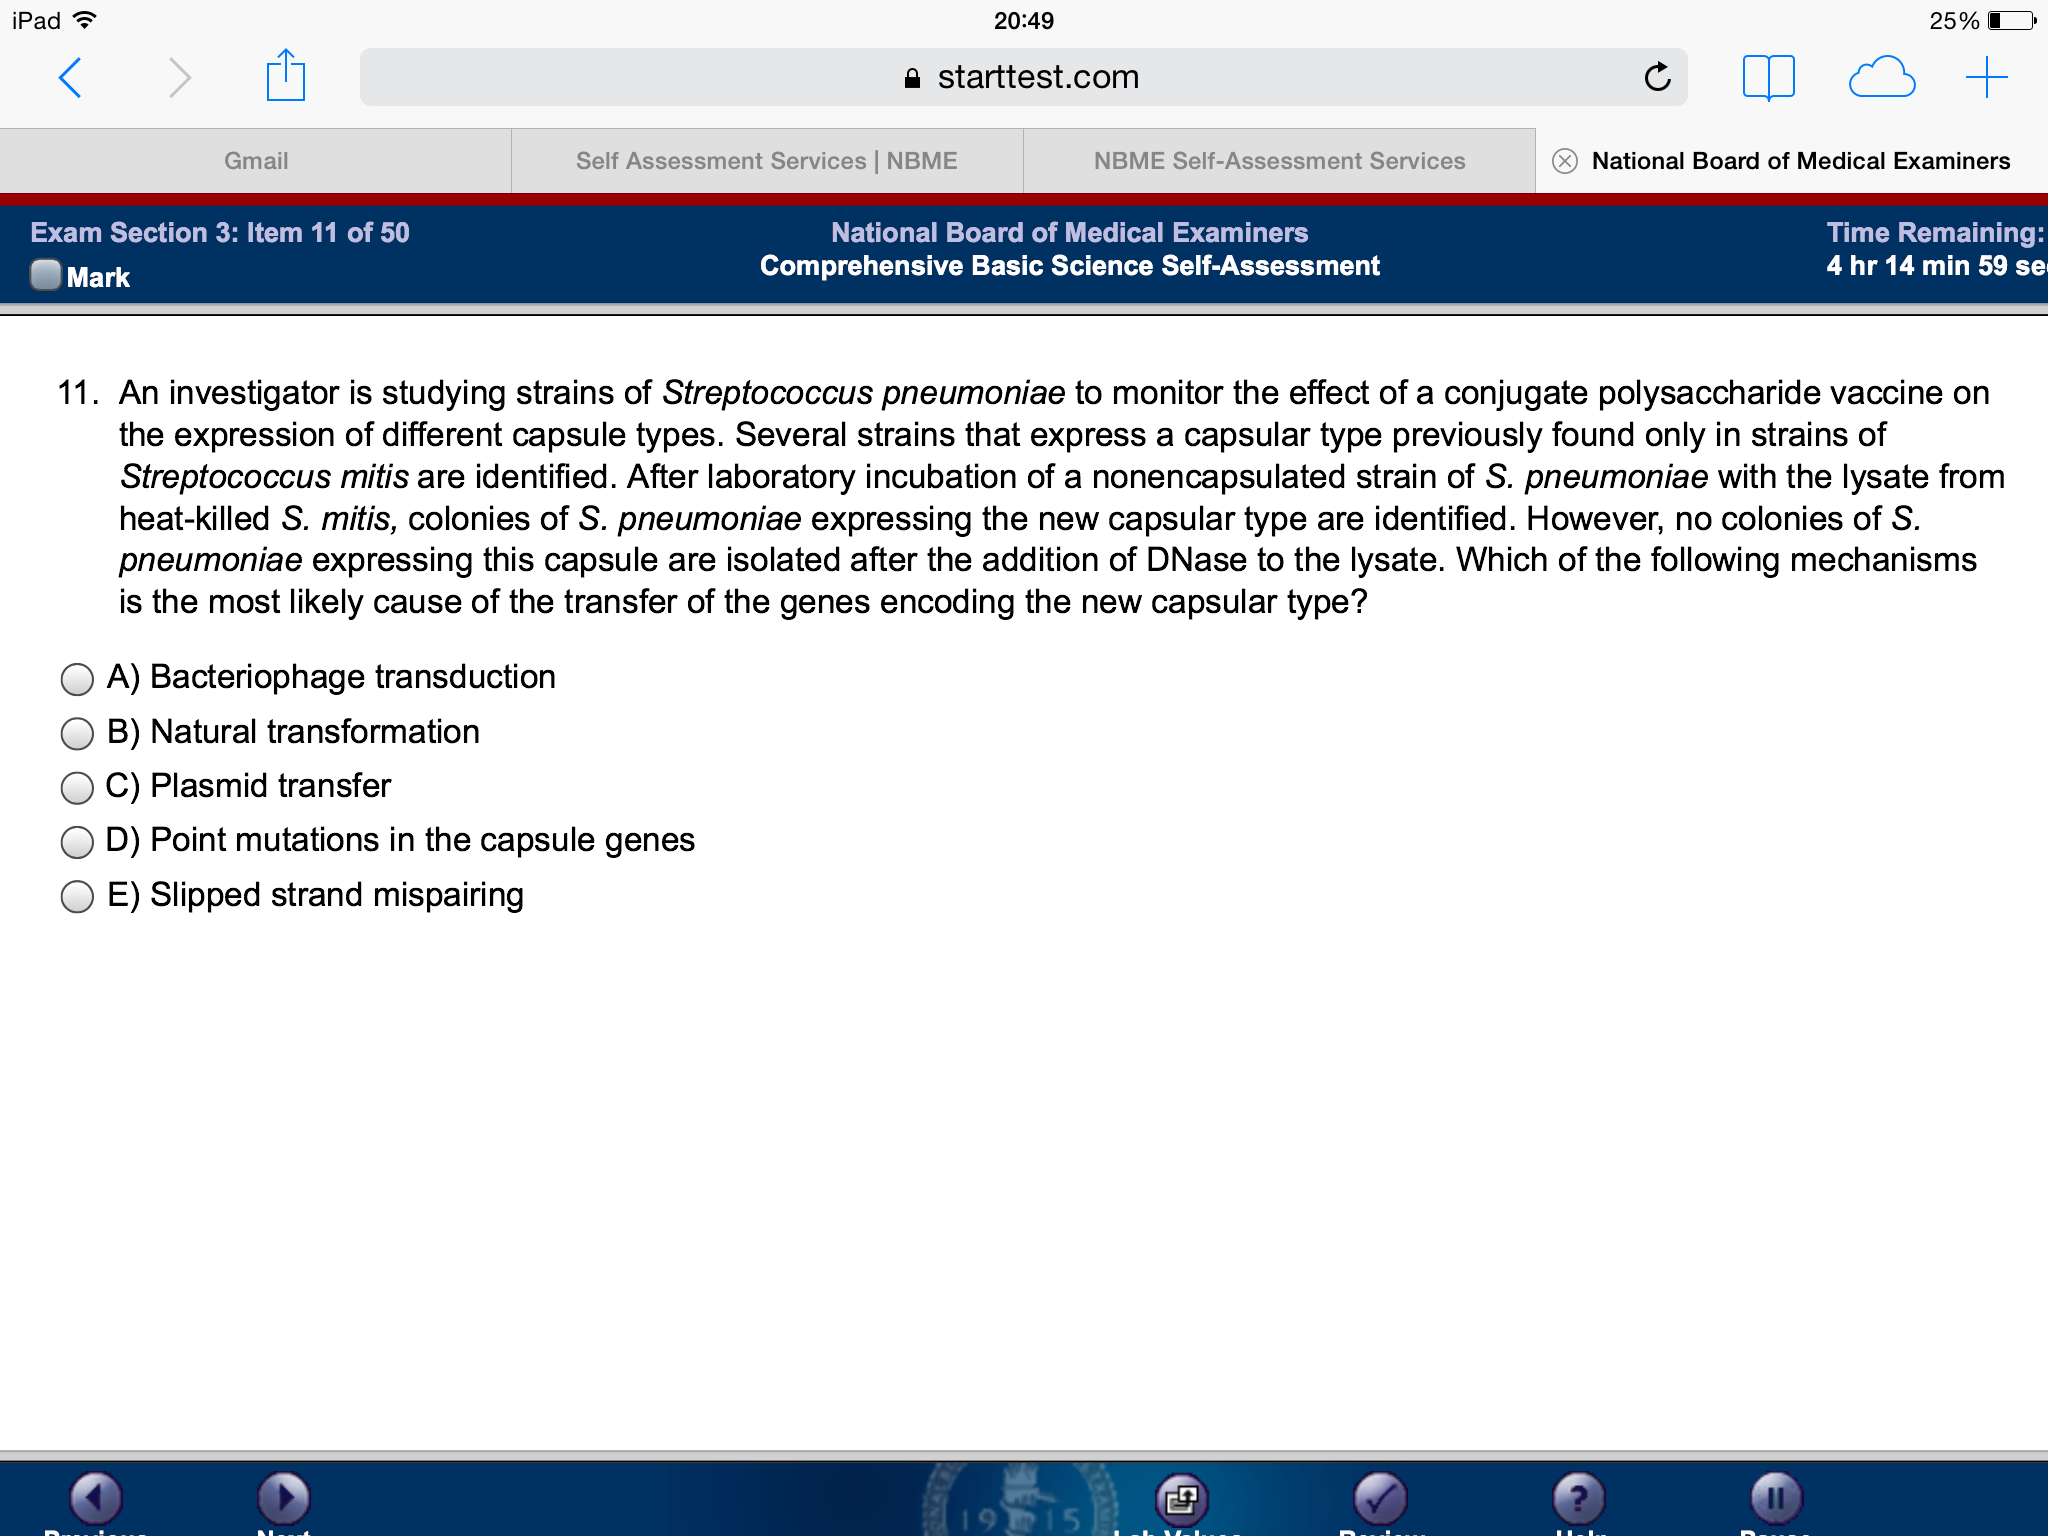 iPad
20:49
25%
starttest.com
Gmail
Self Assessment Services | NBME
NBME Self-Assessment Services
National Board of Medical Examiners
Exam Section 3: Item 11 of 50
National Board of Medical Examiners
Time Remaining:
Mark
Comprehensive Basic Science Self-Assessment
4 hr 14 min 59 se
11. An investigator is studying strains of Streptococcus pneumoniae to monitor the effect of a conjugate polysaccharide vaccine on
the expression of different capsule types. Several strains that express a capsular type previously found only in strains of
Streptococcus mitis are identified. After laboratory incubation of a nonencapsulated strain of S. pneumoniae with the lysate from
heat-killed S. mitis, colonies of S. pneumoniae expressing the new capsular type are identified. However, no colonies of S.
pneumoniae expressing this capsule are isolated after the addition of DNase to the lysate. Which of the following mechanisms
is the most likely cause of the transfer of the genes encoding the new capsular type?
A) Bacteriophage transduction
B) Natural transformation
C) Plasmid transfer
D) Point mutations in the capsule genes
E) Slipped strand mispairing
1915